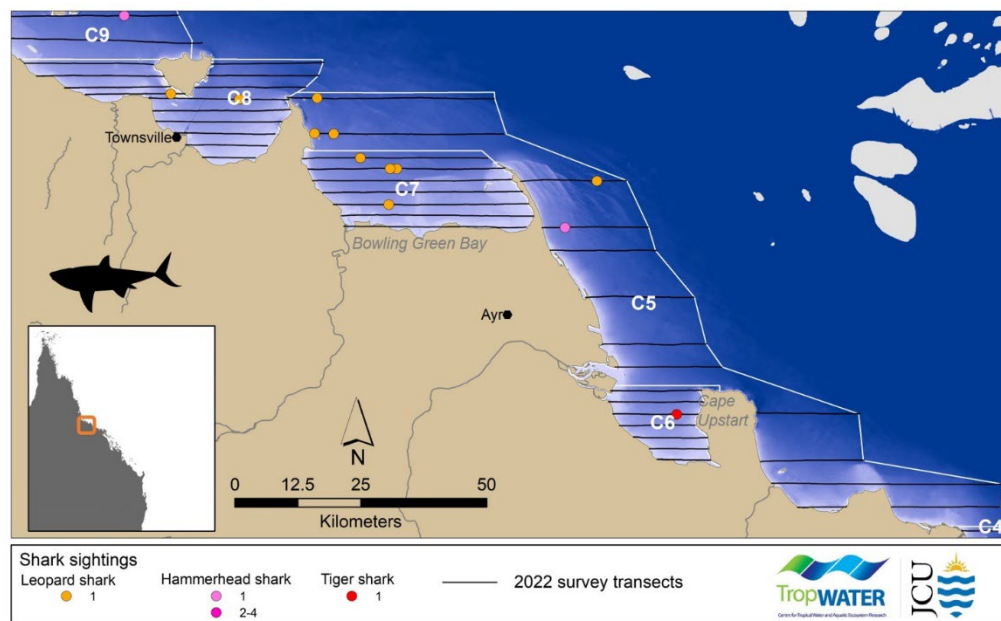 C9
C8
Townsville
C7
Bowling Green Bay
C5
Ayr
Cape
Upstart
C6
C4
N
0 12.5 25 50
Kilometers
Shark sightings
Leopard shark
1
Hammerhead shark
1
2-4
Tiger shark
1
2022 survey transects
TropWATER
Centre for Tropical Water and Aquatic Ecosystem Research
JCU